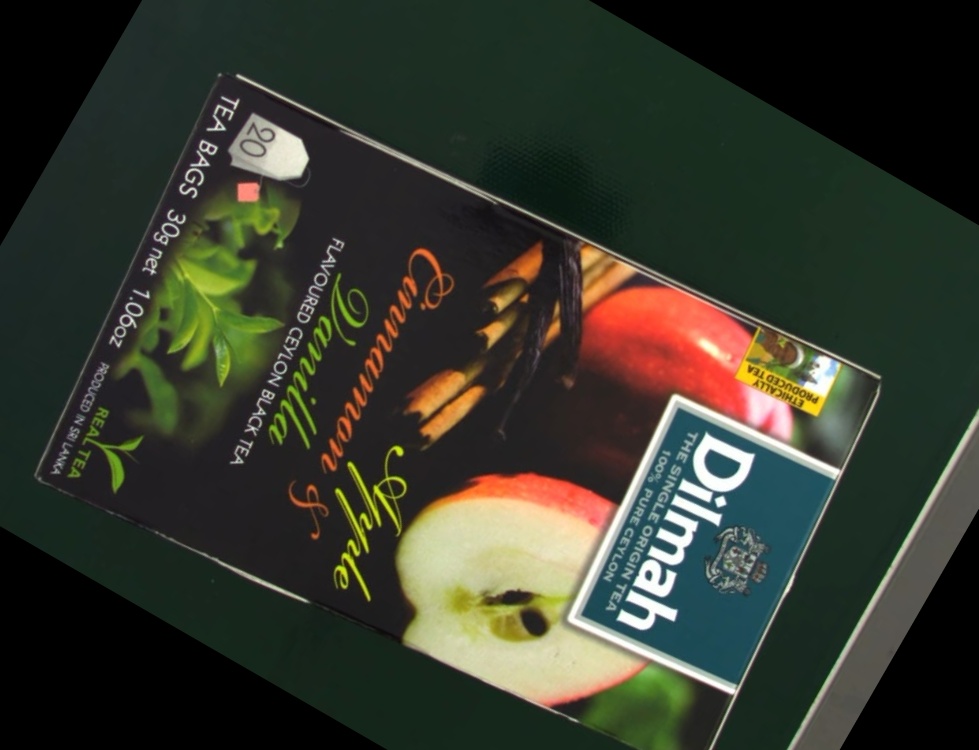 ETHICALLY
PRODUCED TEA
Dilmah
THE SINGLE ORIGIN TEA
100% PURE CEYLON
Cinnamon & Apple
Vanilla
FLAVOURED CEYLON BLACK TEA
20
TEA BAGS 30g net 1.06oz
REAL TEA
PRODUCED IN SRI LANKA